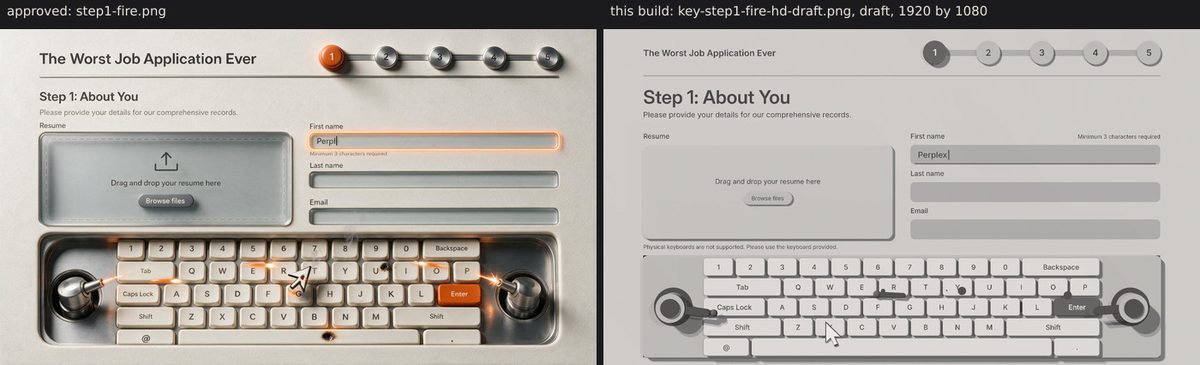 approved: step1-fire.png
The Worst Job Application Ever
1 2 3 4 5
Step 1: About You
Please provide your details for our comprehensive records.
Resume
Drag and drop your resume here
Browse files
First name
Perpl
Minimum 3 characters required
Last name
Email
1 2 3 4 5 6 7 8 9 0 Backspace
Tab Q W E R T Y U I O P
Caps Lock A S D F G H J K L Enter
Shift Z X C V B N M Shift
@ .
this build: key-step1-fire-hd-draft.png, draft, 1920 by 1080
The Worst Job Application Ever
1 2 3 4 5
Step 1: About You
Please provide your details for our comprehensive records.
Resume
Drag and drop your resume here
Browse files
First name
Minimum 3 characters required
Perplex
Last name
Email
Physical keyboards are not supported. Please use the keyboard provided.
1 2 3 4 5 6 7 8 9 0 Backspace
Tab Q W E R T Y U I O P
Caps Lock A S D F G H J K L Enter
Shift Z C V B N M Shift
@ .